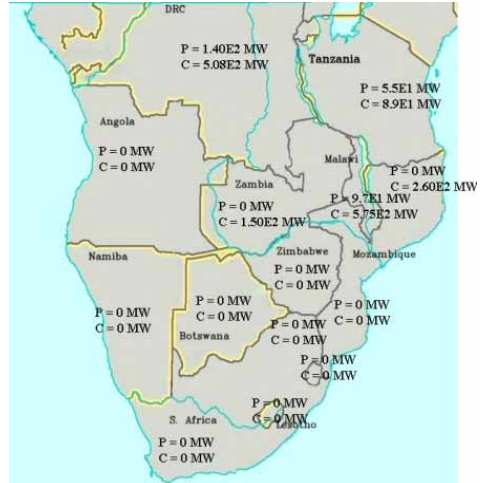 DRC
P = 1.40E2 MW
C = 5.08E2 MW
Tanzania
P = 5.5E1 MW
C = 8.9E1 MW
Angola
P = 0 MW
C = 0 MW
Malawi
P = 0 MW
C = 2.60E2 MW
Zambia
P = 0 MW
C = 1.50E2 MW
P = 9.7E1 MW
C = 5.75E2 MW
Namiba
Zimbabwe
P = 0 MW
C = 0 MW
Mozambique
P = 0 MW
C = 0 MW
P = 0 MW
C = 0 MW
P = 0 MW
C = 0 MW
P = 0 MW
C = 0 MW
Botswana
P = 0 MW
C = 0 MW
P = 0 MW
C = 0 MW
S. Africa
Lesotho
P = 0 MW
C = 0 MW